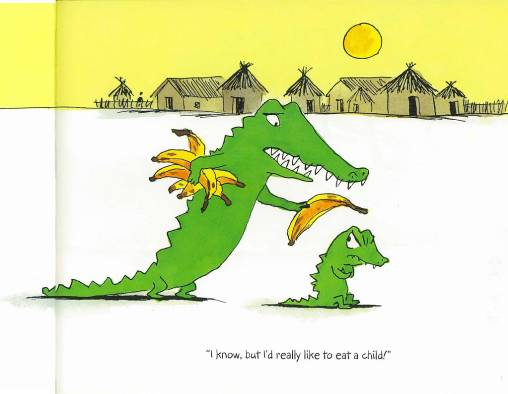 "I know, but I'd really like to eat a child!"